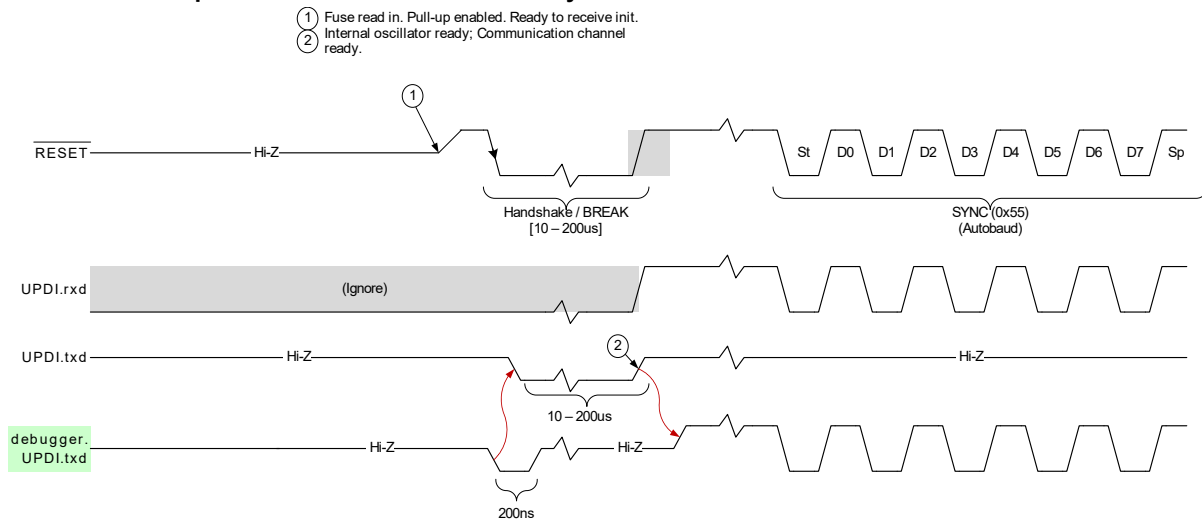 1 Fuse read in. Pull-up enabled. Ready to receive init.
2 Internal oscillator ready; Communication channel
ready.
1
RESET
Hi-Z
St D0 D1 D2 D3 D4 D5 D6 D7 Sp
Handshake / BREAK
[10 – 200us]
SYNC (0x55)
(Autobaud)
UPDI.rxd
(Ignore)
2
UPDI.txd
Hi-Z
Hi-Z
10 – 200us
debugger.
UPDI.txd
Hi-Z
Hi-Z
200ns